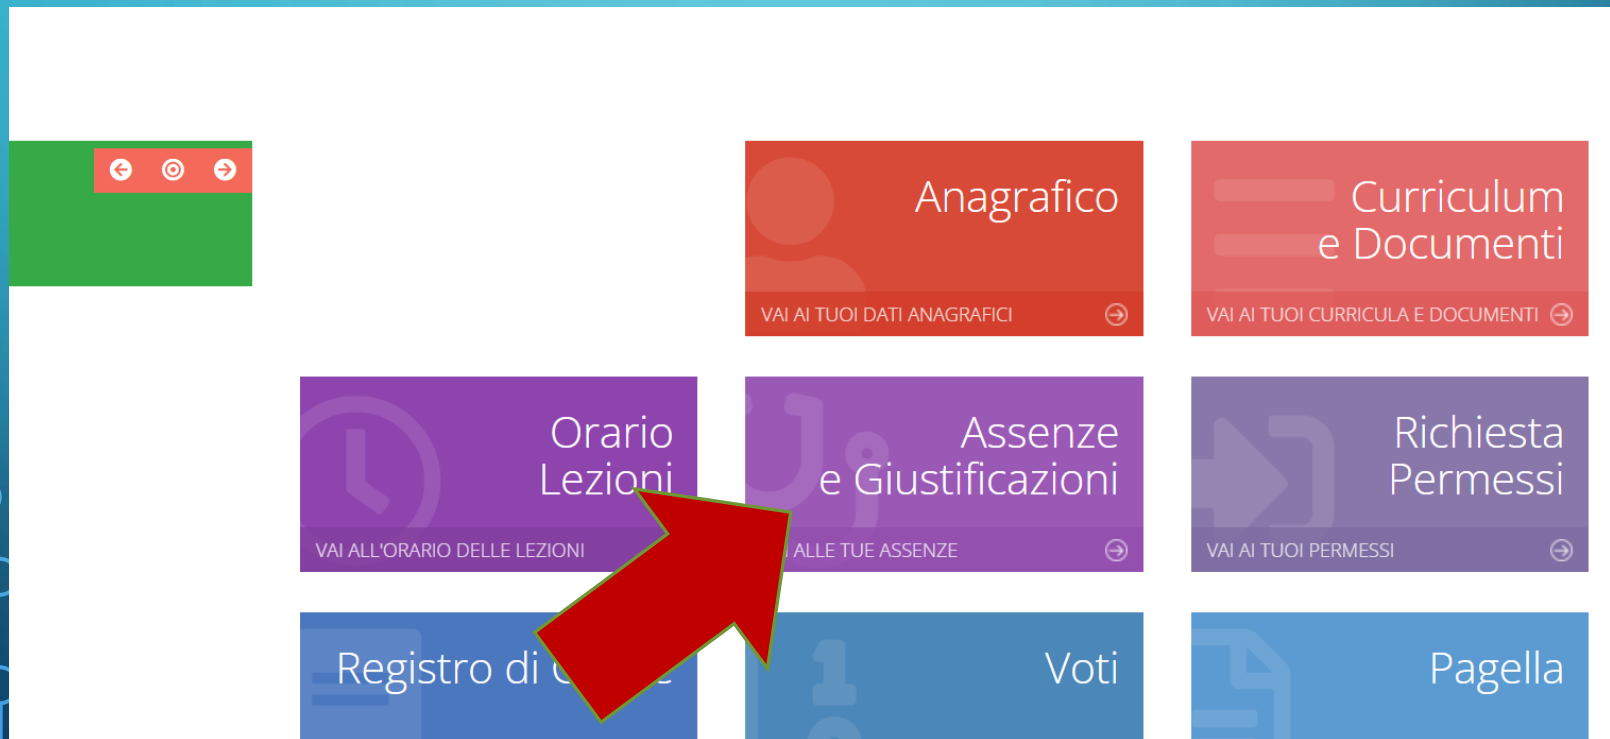 Anagrafico
VAI AI TUOI DATI ANAGRAFICI
Curriculum
e Documenti
VAI AI TUOI CURRICULA E DOCUMENTI
Orario
Lezioni
VAI ALL'ORARIO DELLE LEZIONI
Assenze
e Giustificazioni
ALLE TUE ASSENZE
Richiesta
Permessi
VAI AI TUOI PERMESSI
Registro di
Voti
Pagella